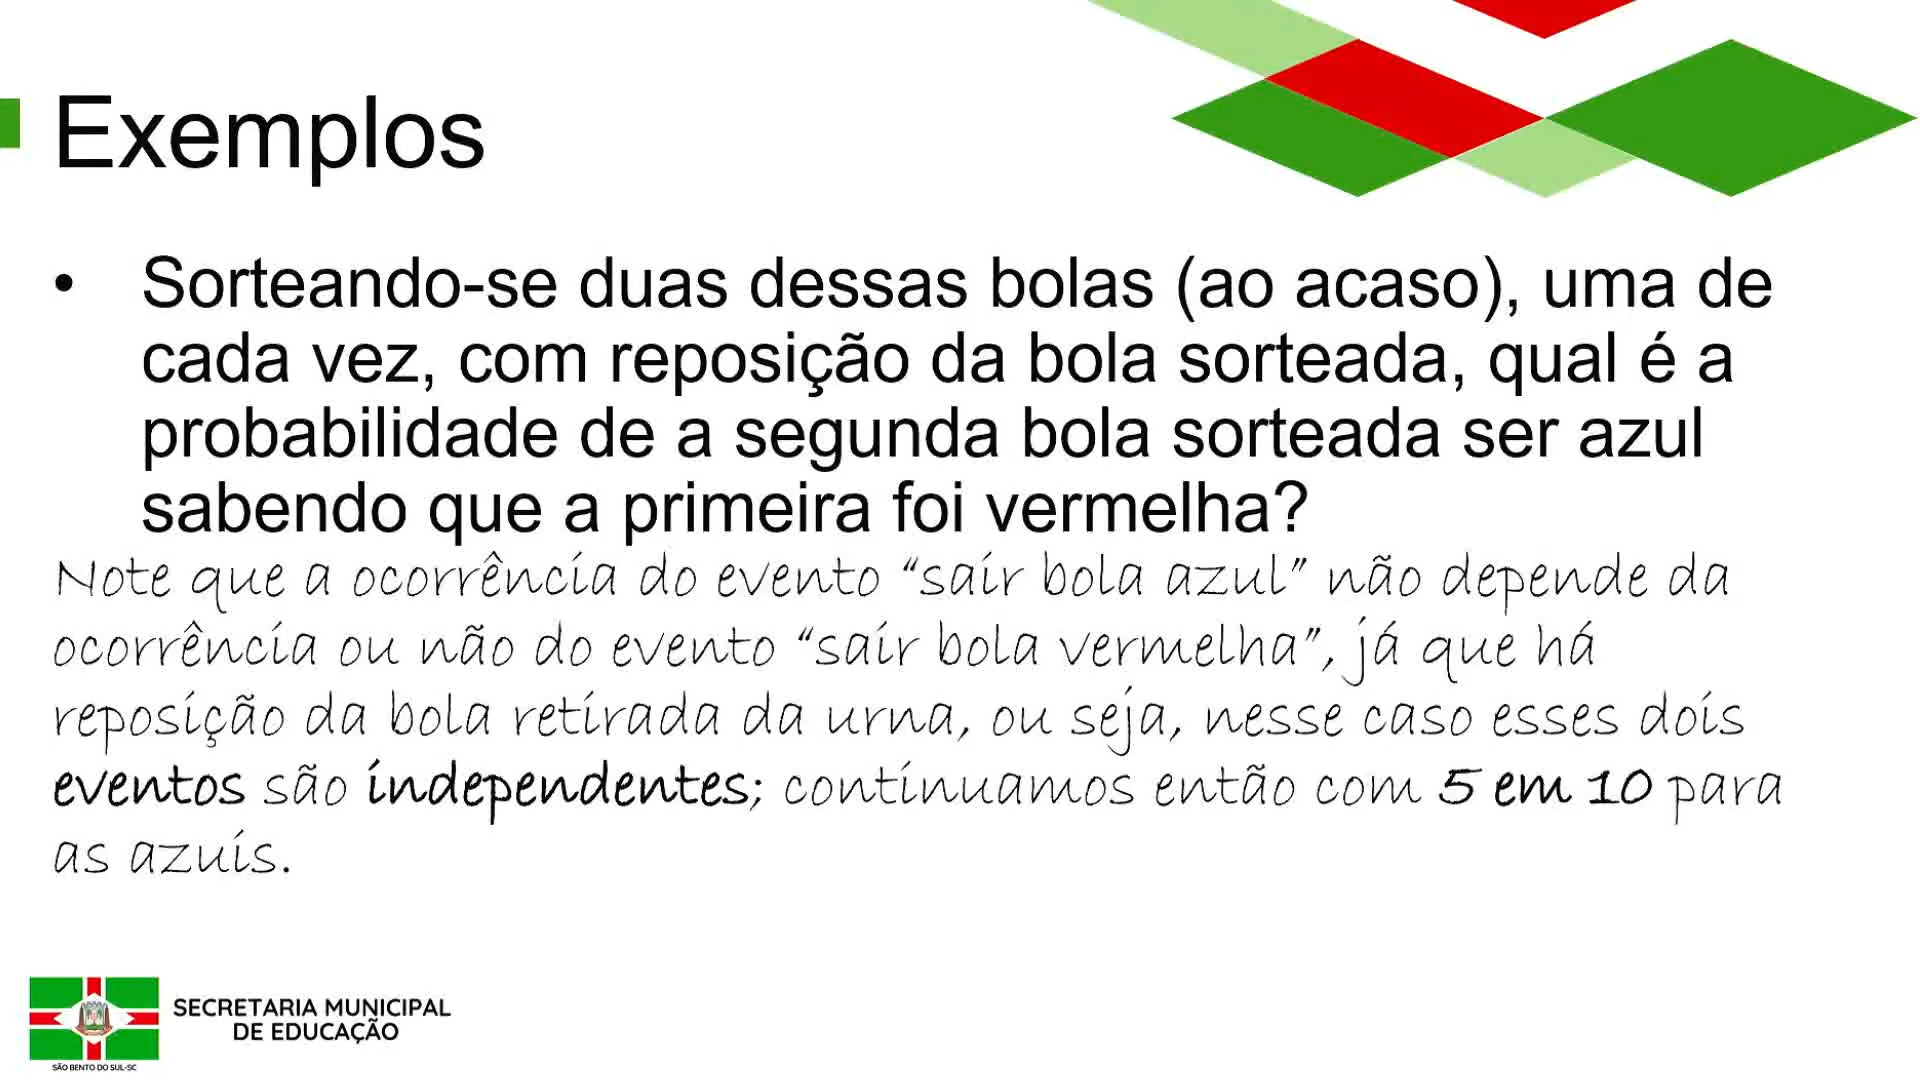 Exemplos
• Sorteando-se duas dessas bolas (ao acaso), uma de
cada vez, com reposição da bola sorteada, qual é a
probabilidade de a segunda bola sorteada ser azul
sabendo que a primeira foi vermelha?
Note que a ocorrência do evento “sair bola azul” não depende da
ocorrência ou não do evento “sair bola vermelha”, já que há
reposição da bola retirada da urna, ou seja, nesse caso esses dois
eventos são independentes; continuamos então com 5 em 10 para
as azuis.
SECRETARIA MUNICIPAL
DE EDUCAÇÃO
SÃO BENTO DO SUL-SC